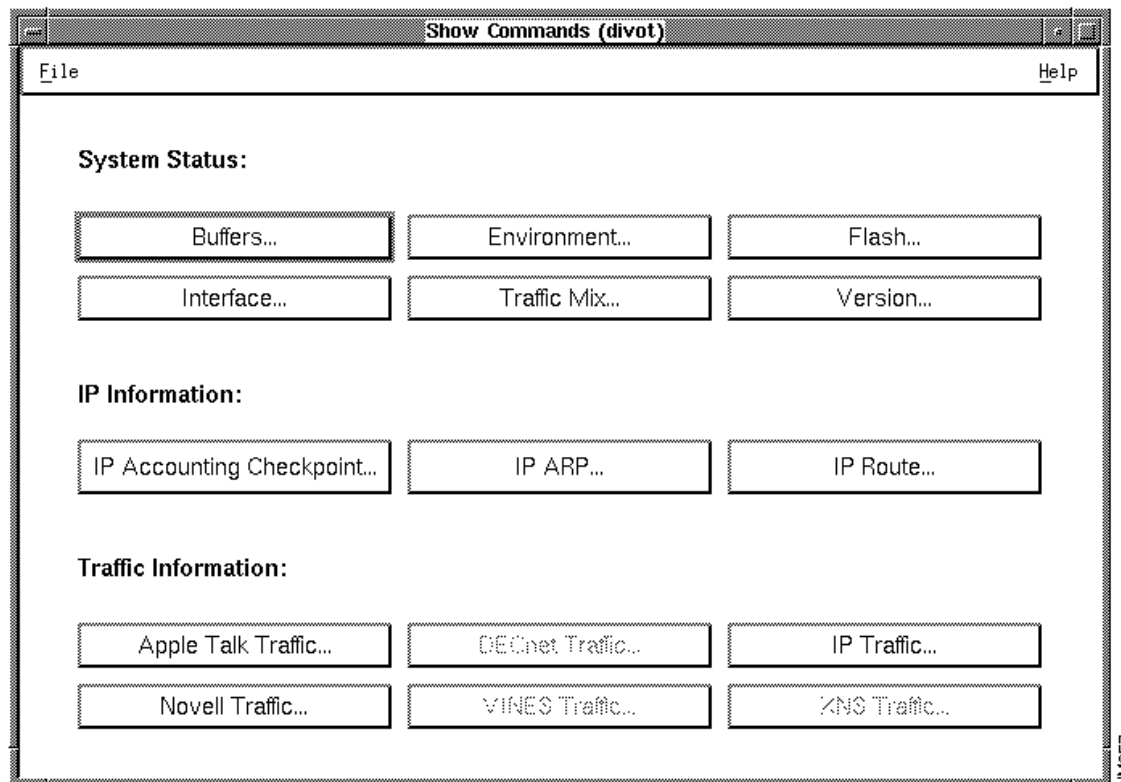 Show Commands (divot)
File Help
System Status:
Buffers... Environment... Flash...
Interface... Traffic Mix... Version...
IP Information:
IP Accounting Checkpoint... IP ARP... IP Route...
Traffic Information:
Apple Talk Traffic... DECnet Traffic... IP Traffic...
Novell Traffic... VINES Traffic... XNS Traffic...